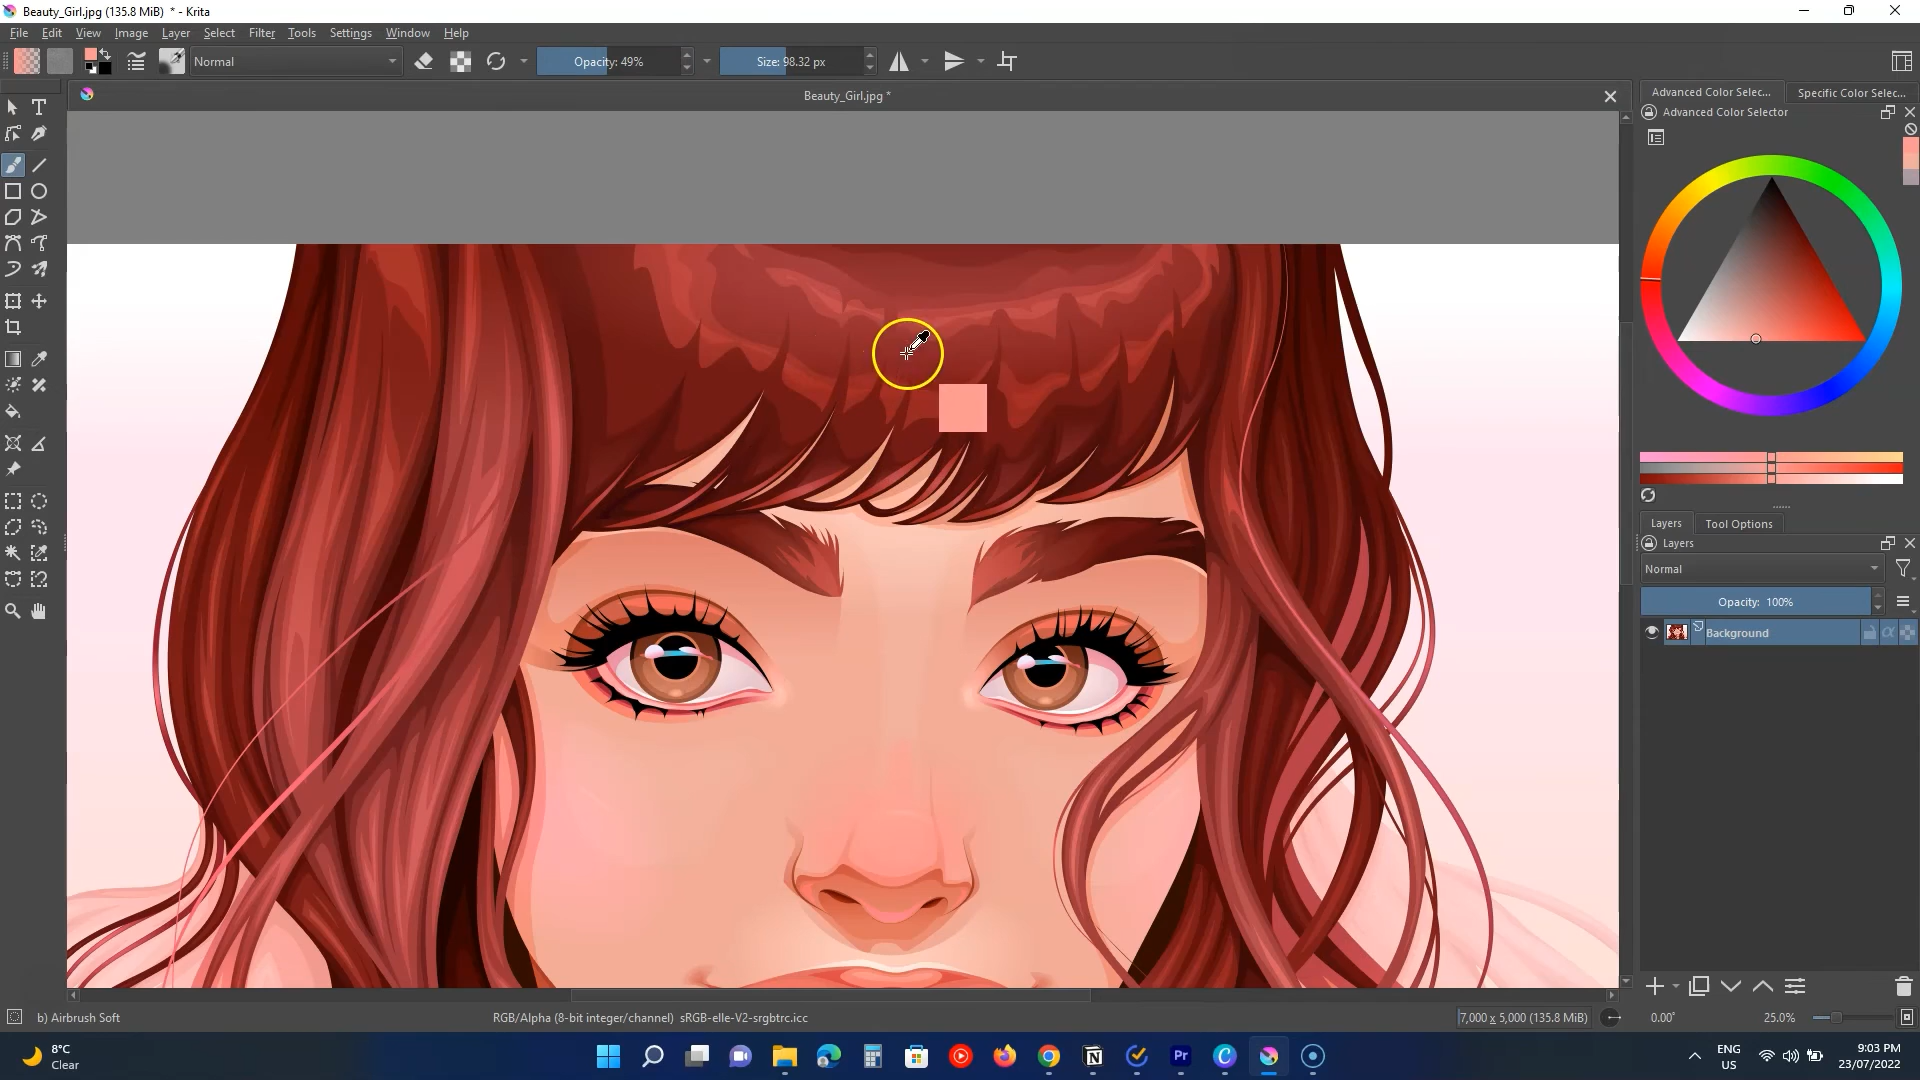 Beauty_Girl.jpg (135.8 MiB)  * - Krita
File Edit View Image Layer Select Filter Tools Settings Window Help
Normal
Opacity: 49%
Size: 98.32 px
Beauty_Girl.jpg *
Advanced Color Selec...
Specific Color Selec...
Advanced Color Selector
Layers
Tool Options
Layers
Normal
Opacity: 100%
Background
b) Airbrush Soft
RGB/Alpha (8-bit integer/channel)  sRGB-elle-V2-srgbtrc.icc
7,000 x 5,000 (135.8 MiB)
0.00°
25.0%
8°C
Clear
ENG
US
9:03 PM
23/07/2022